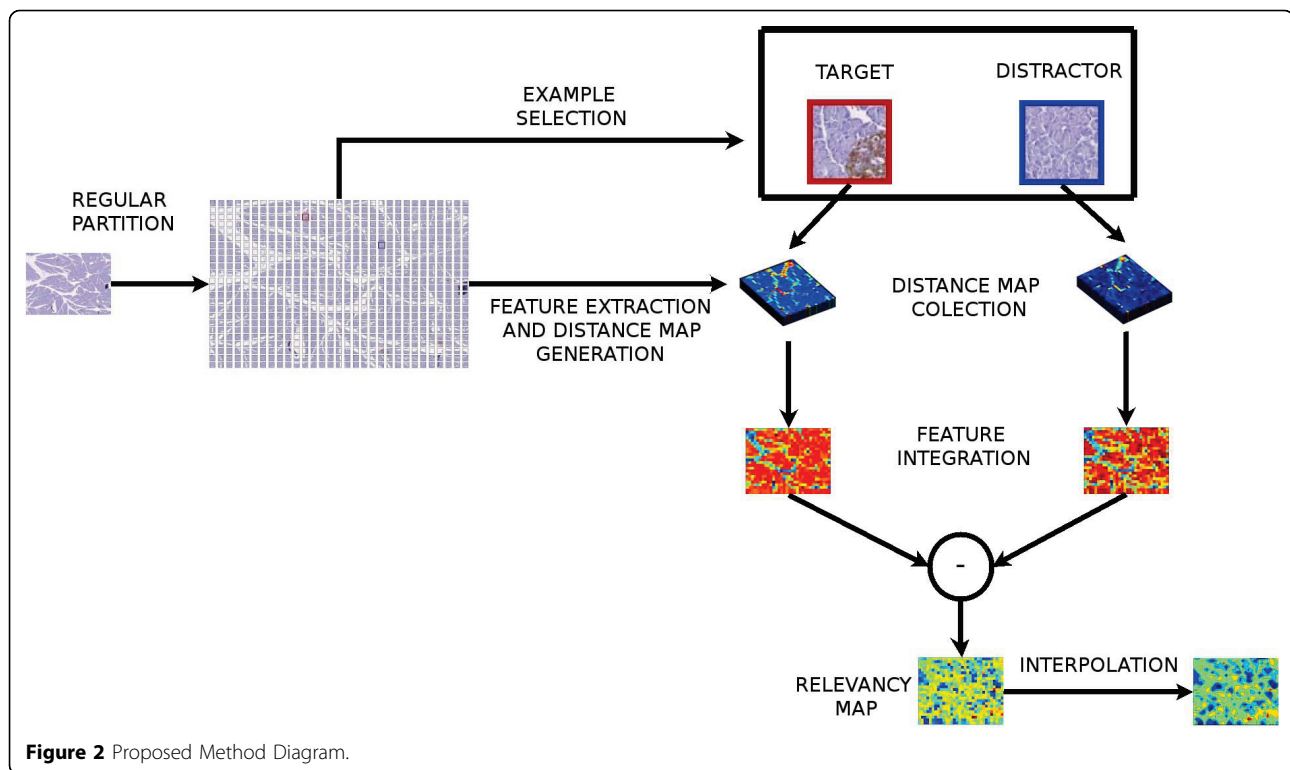 TARGET
DISTRACTOR
EXAMPLE
SELECTION
REGULAR
PARTITION
FEATURE EXTRACTION
AND DISTANCE MAP
GENERATION
DISTANCE MAP
COLECTION
FEATURE
INTEGRATION
-
RELEVANCY
MAP
INTERPOLATION
Figure 2 Proposed Method Diagram.